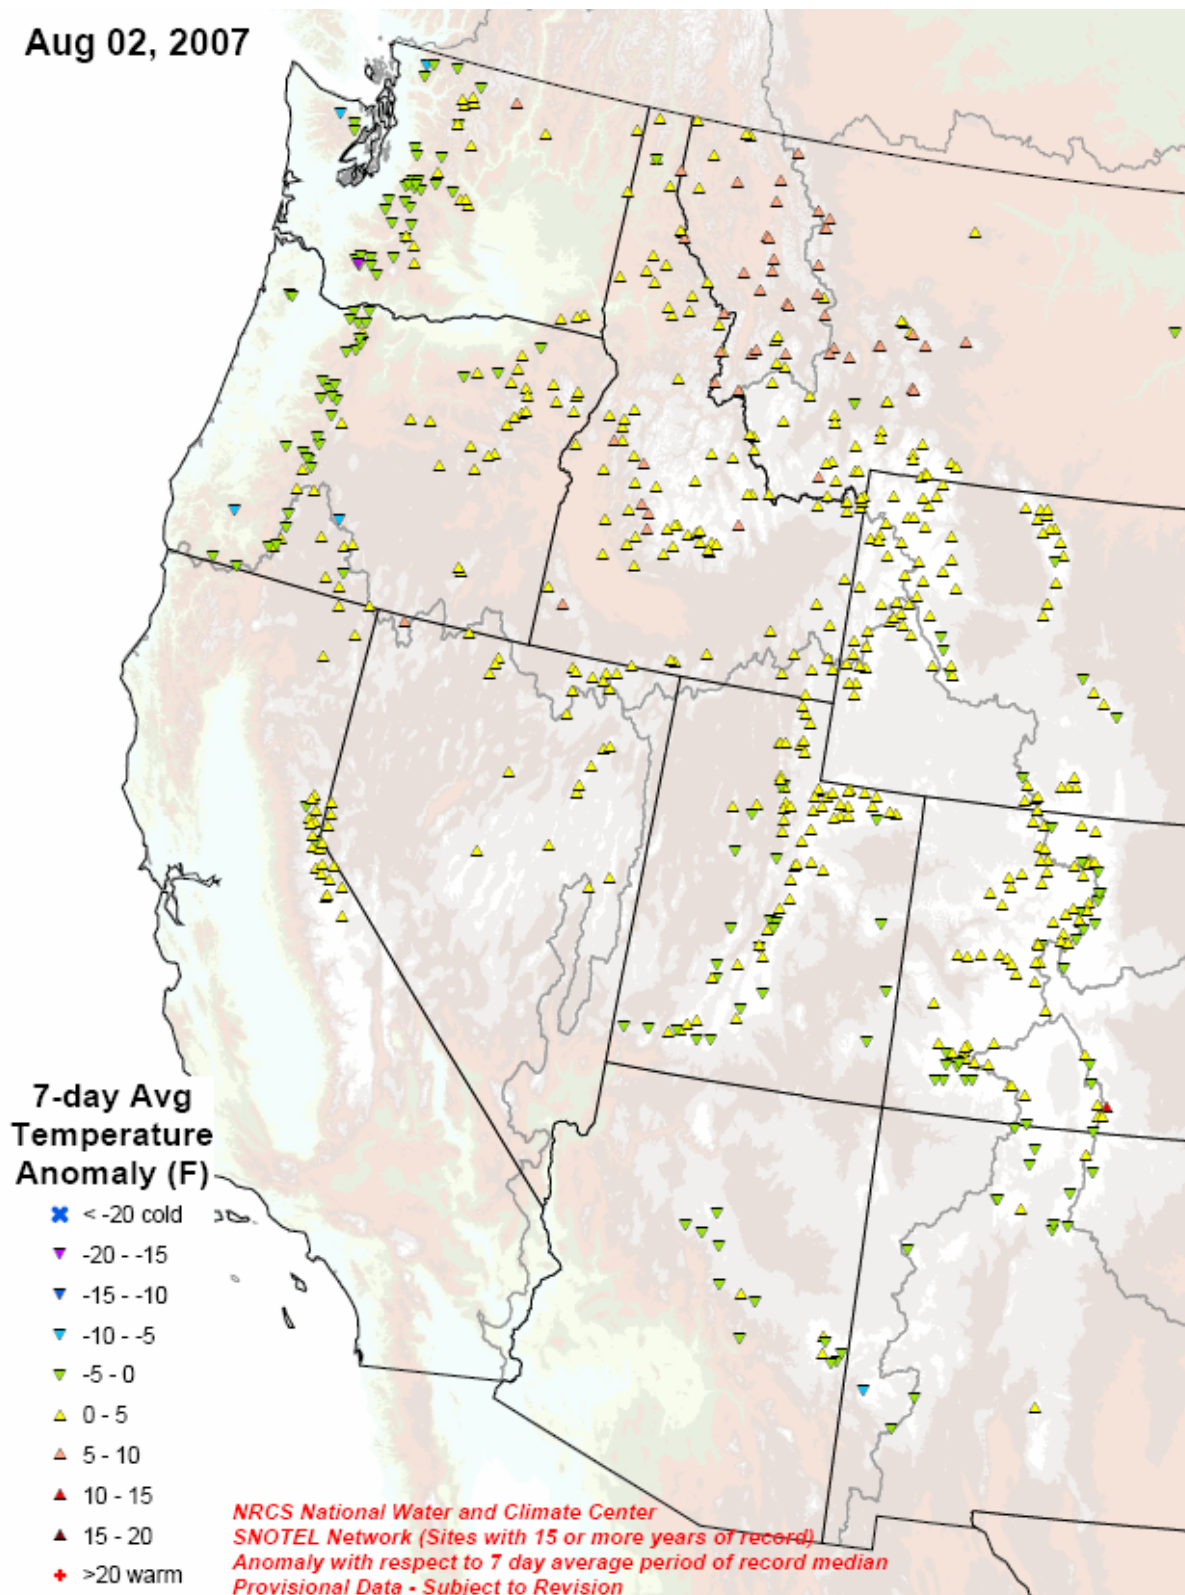 Aug 02, 2007
7-day Avg
Temperature
Anomaly (F)
< -20 cold
-20 - -15
-15 - -10
-10 - -5
-5 - 0
0 - 5
5 - 10
10 - 15
15 - 20
>20 warm
NRCS National Water and Climate Center
SNOTEL Network (Sites with 15 or more years of record)
Anomaly with respect to 7 day average period of record median
Provisional Data - Subject to Revision